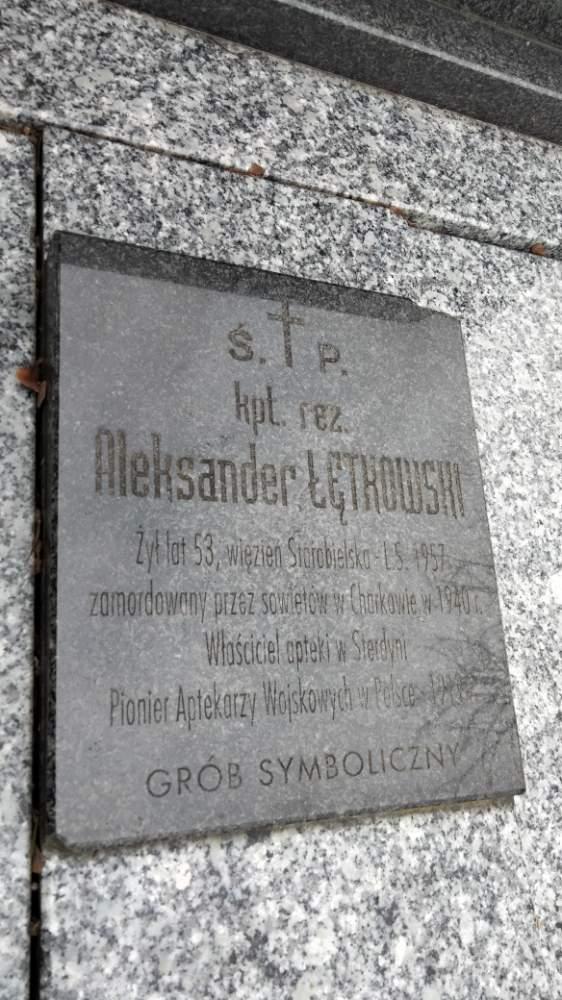 Ś. P.
kpt. rez.
Aleksander ŁĘTKOWSKI
Żył lat 53, więzień Starobielska - L.S. 1957
zamordowany przez sowietów w Charkowie w 1940 r.
Właściciel apteki w Sterdyni
Pionier Aptekarzy Wojskowych w Polsce -
GRÓB SYMBOLICZNY